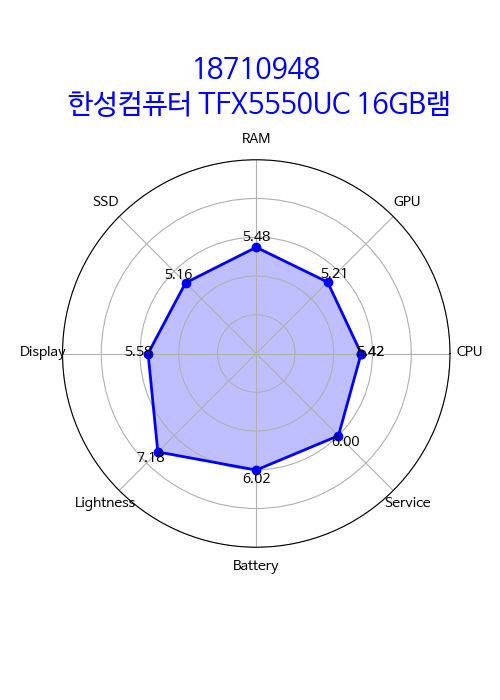 18710948
한성컴퓨터 TFX5550UC 16GB램
RAM
SSD
GPU
5.48
5.16
5.21
Display
5.58
5.42
CPU
7.18
6.00
6.02
Lightness
Service
Battery